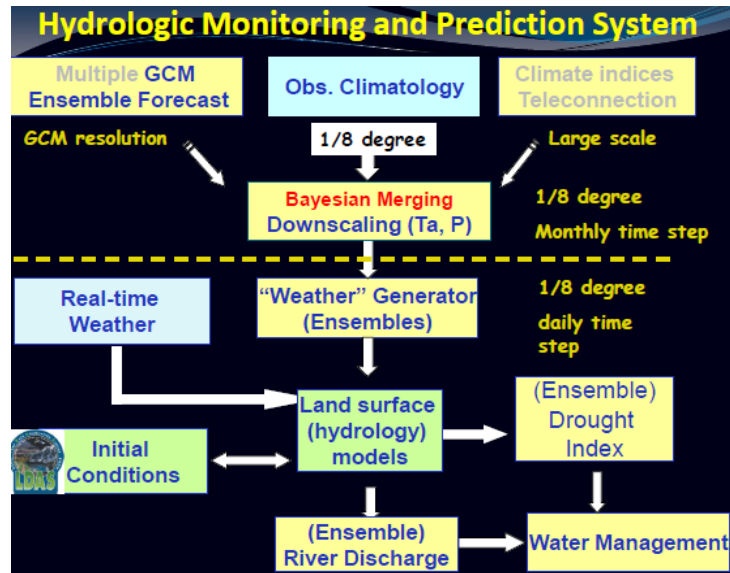 Hydrologic Monitoring and Prediction System
Multiple GCM
Ensemble Forecast
Obs. Climatology
Climate indices
Teleconnection
GCM resolution
1/8 degree
Large scale
Bayesian Merging
Downscaling (Ta, P)
1/8 degree
Monthly time step
Real-time
Weather
“Weather” Generator
(Ensembles)
1/8 degree
daily time
step
Land surface
(hydrology)
models
(Ensemble)
Drought
Index
LDAS
Initial
Conditions
(Ensemble)
River Discharge
Water Management